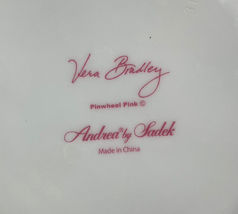 Vera Bradley
Pinwheel Pink ©
Andrea® by Sadek
Made in China